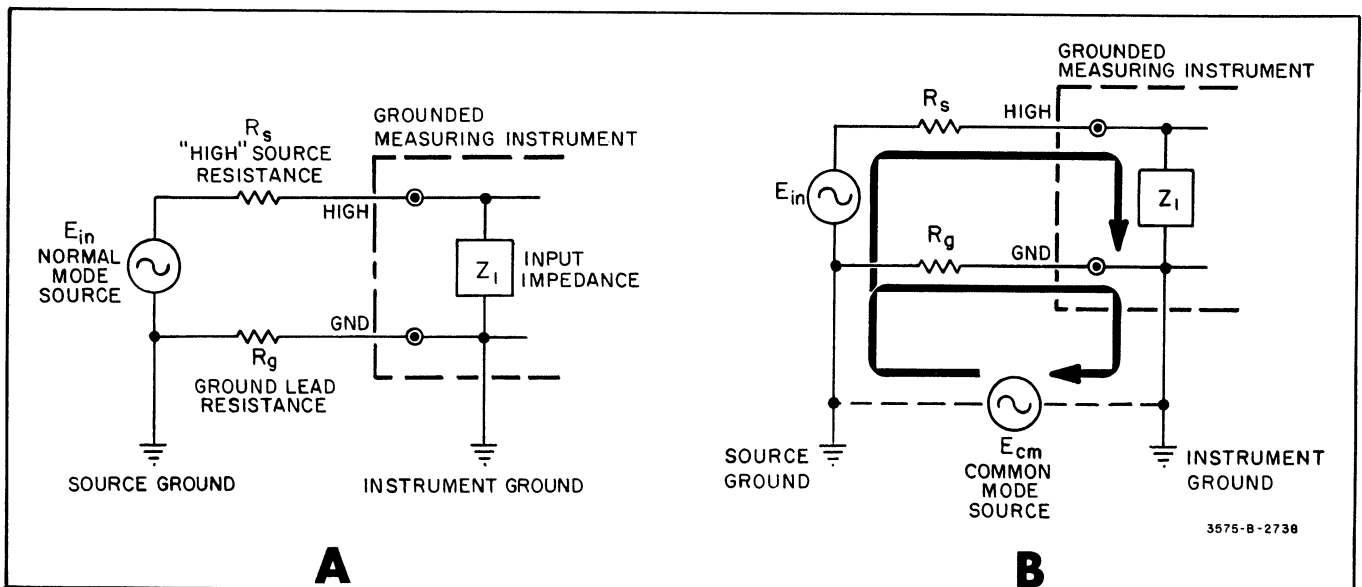 GROUNDED
MEASURING INSTRUMENT
Rs
"HIGH" SOURCE
RESISTANCE
HIGH
Ein
NORMAL
MODE
SOURCE
Z1
INPUT
IMPEDANCE
GND
Rg
GROUND LEAD
RESISTANCE
SOURCE GROUND
INSTRUMENT GROUND
A
GROUNDED
MEASURING INSTRUMENT
Rs
HIGH
Ein
Z1
Rg
GND
SOURCE
GROUND
Ecm
COMMON
MODE
SOURCE
INSTRUMENT
GROUND
3575-B-2738
B